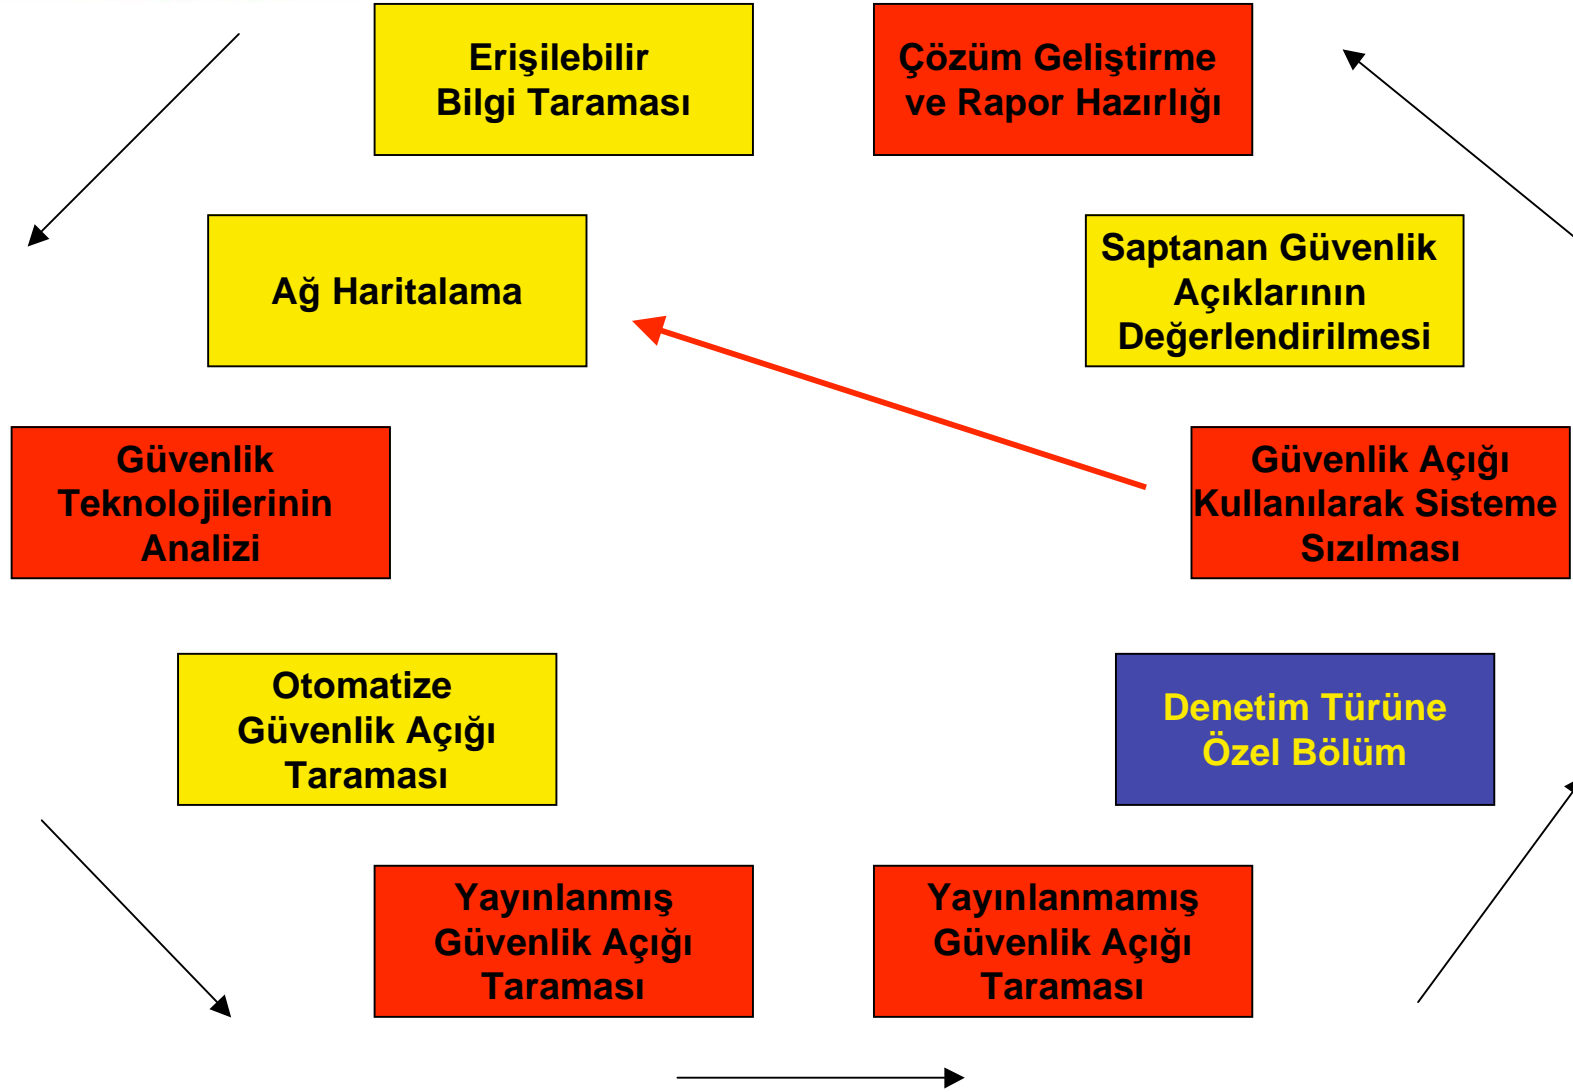 Erişilebilir
Bilgi Taraması
Çözüm Geliştirme
ve Rapor Hazırlığı
Ağ Haritalama
Saptanan Güvenlik
Açıklarının
Değerlendirilmesi
Güvenlik
Teknolojilerinin
Analizi
Güvenlik Açığı
Kullanılarak Sisteme
Sızılması
Otomatize
Güvenlik Açığı
Taraması
Denetim Türüne
Özel Bölüm
Yayınlanmış
Güvenlik Açığı
Taraması
Yayınlanmamış
Güvenlik Açığı
Taraması